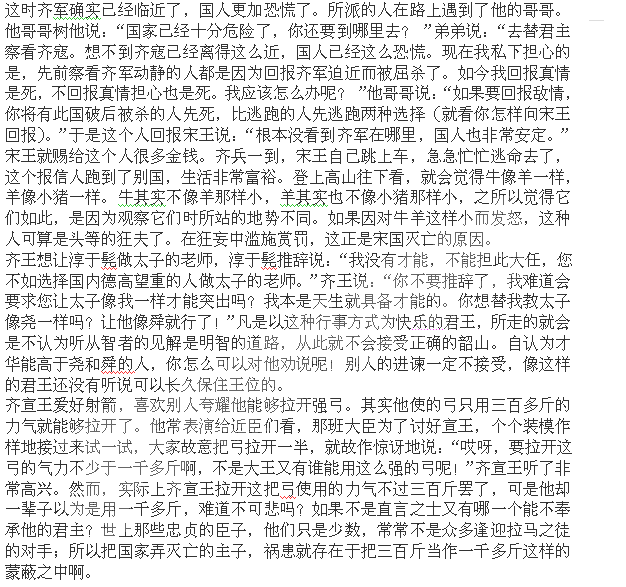 这时齐军确实已经临近了，国人更加恐慌了。所派的人在路上遇到了他的哥哥。
他哥哥树他说：“国家已经十分危险了，你还要到哪里去？ ”弟弟说：“去替君主
察看齐寇。想不到齐寇已经离得这么近，国人已经这么恐慌。现在我私下担心的
是，先前察看齐军动静的人都是因为回报齐军迫近而被屈杀了。如今我回报真情
是死，不回报真情担心也是死。我应该怎么办呢？ ”他哥哥说：“如果要回报敌情，
你将有此国破后被杀的人先死，比逃跑的人先逃跑两种选择（就看你怎样向宋王
回报）。”于是这个人回报宋王说：“根本没看到齐军在哪里，国人也非常安定。”
宋王就赐给这个人很多金钱。齐兵一到，宋王自己跳上车，急急忙忙逃命去了，
这个报信人跑到了别国，生活非常富裕。登上高山往下看，就会觉得牛像羊一样，
羊像小猪一样。牛其实不像羊那样小，羊其实也不像小猪那样小，之所以觉得它
们如此，是因为观察它们时所站的地势不同。如果因对牛羊这样小而发怒，这种
人可算是头等的狂夫了。在狂妄中滥施赏罚，这正是宋国灭亡的原因。
齐王想让淳于髡做太子的老师，淳于髡推辞说：“我没有才能，不能担此大任，您
不如选择国内德高望重的人做太子的老师。”齐王说：“你不要推辞了，我难道会
要求您让太子像我一样才能突出吗？我本是天生就具备才能的。你想替我教太子
像尧一样吗？让他像舜就行了！”凡是以这种行事方式为快乐的君王，所走的就会
是不认为听从智者的见解是明智的道路，从此就不会接受正确的韶山。自认为才
华能高于尧和舜的人，你怎么可以对他劝说呢！别人的进谏一定不接受，像这样
的君王还没有听说可以长久保住王位的。
齐宣王爱好射箭，喜欢别人夸耀他能够拉开强弓。其实他使的弓只用三百多斤的
力气就能够拉开了。他常表演给近臣们看，那班大臣为了讨好宣王，个个装模作
样地接过来试一试，大家故意把弓拉开一半，就故作惊讶地说：“哎呀，要拉开这
弓的气力不少于一千多斤啊，不是大王又有谁能用这么强的弓呢！”齐宣王听了非
常高兴。然而，实际上齐宣王拉开这把弓使用的力气不过三百斤罢了，可是他却
一辈子以为是用一千多斤，难道不可悲吗？如果不是直言之士又有哪一个能不奉
承他的君主？世上那些忠贞的臣子，他们只是少数，常常不是众多逢迎拉马之徒
的对手；所以把国家弄灭亡的主子，祸患就存在于把三百斤当作一千多斤这样的
蒙蔽之中啊。